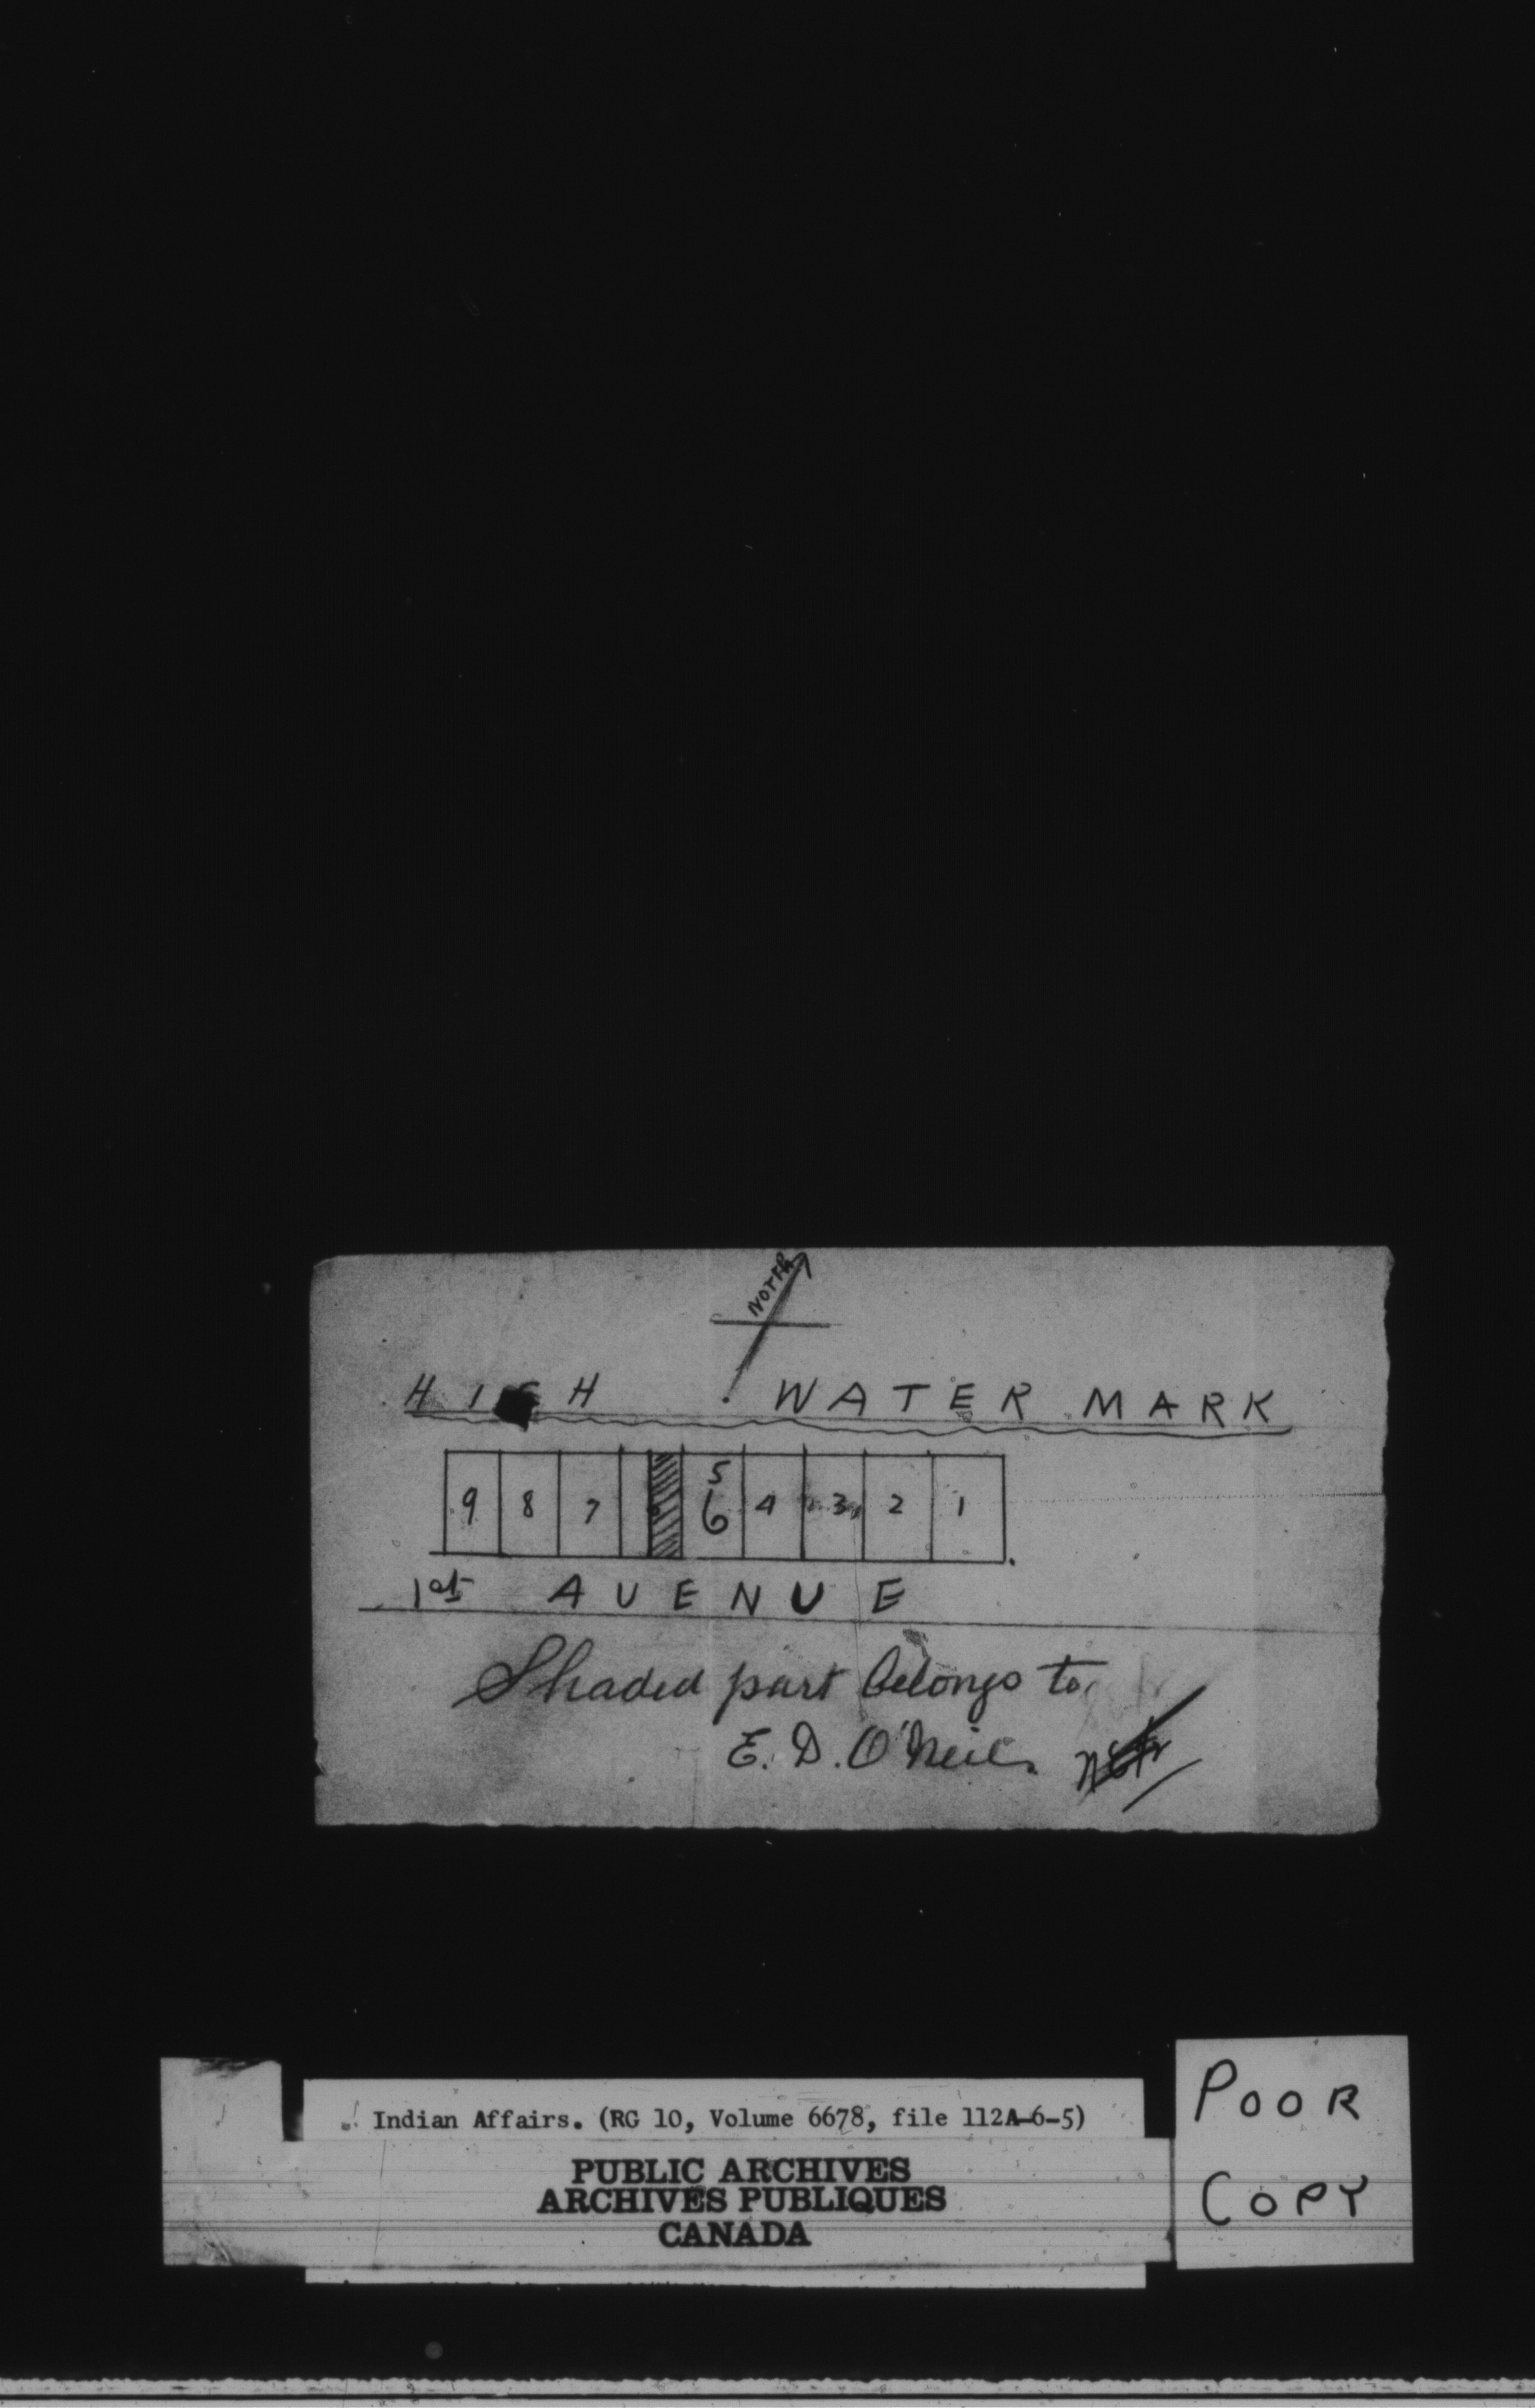 North
HIGH WATER MARK
9 8 7 5 6 4 3 2 1
1st AVENUE
Shaded part belongs to
E. D. O'Neil.
Indian Affairs. (RG 10, Volume 6678, file 112A-6-5)
PUBLIC ARCHIVES
ARCHIVES PUBLIQUES
CANADA
POOR
COPY